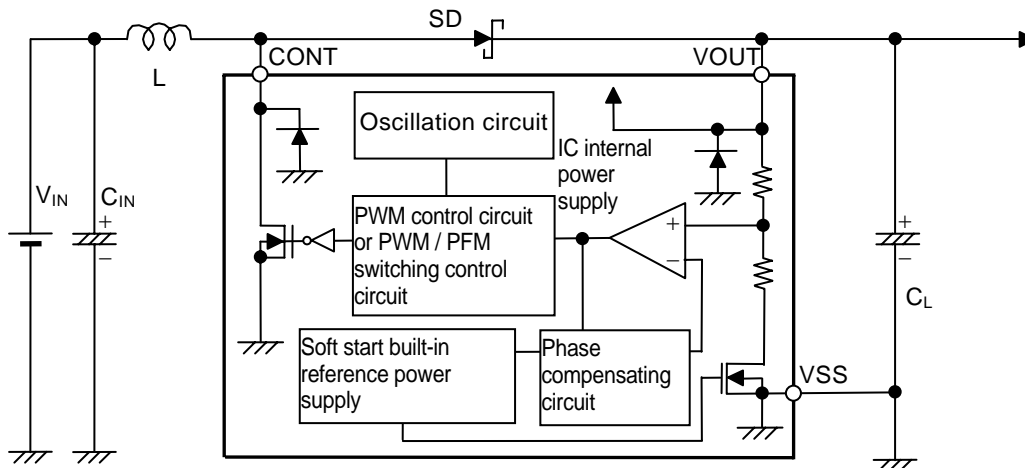 SD
CONT
VOUT
L
Oscillation circuit
IC internal
power
supply
VIN
CIN
+
−
PWM control circuit
or PWM / PFM
switching control
circuit
+
−
+
−
CL
Soft start built-in
reference power
supply
Phase
compensating
circuit
VSS